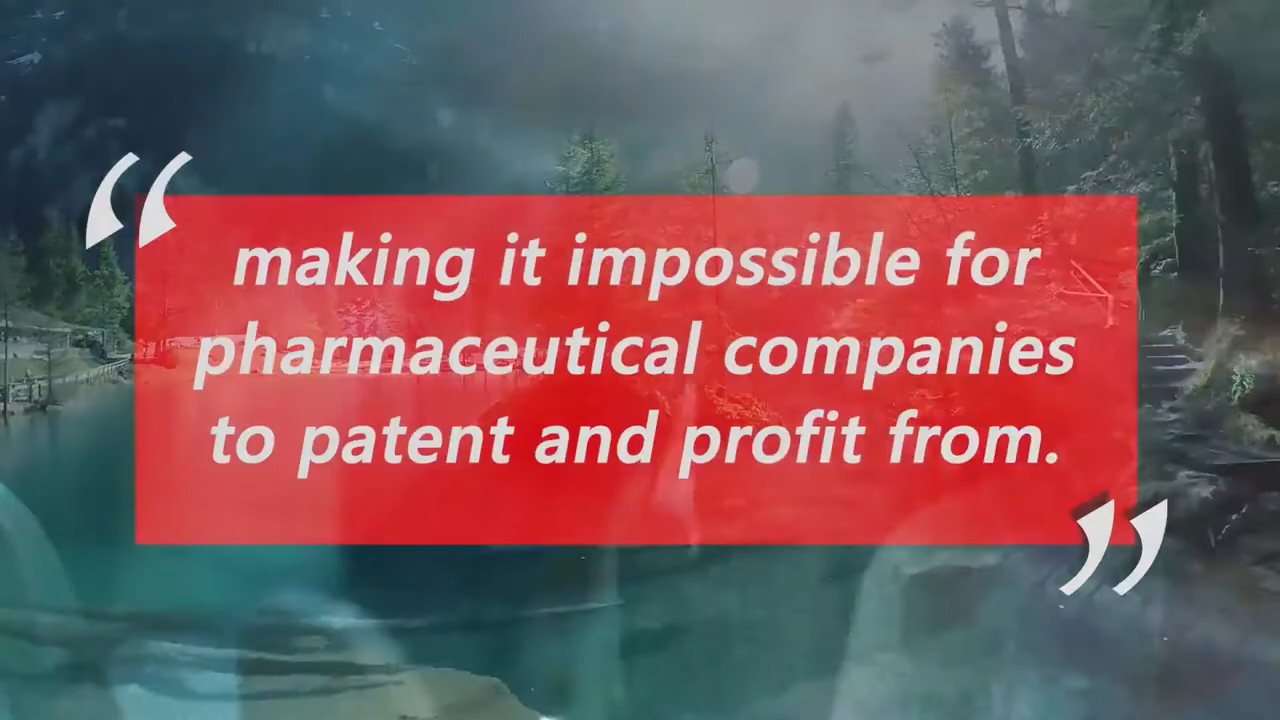 “making it impossible for
pharmaceutical companies
to patent and profit from.”